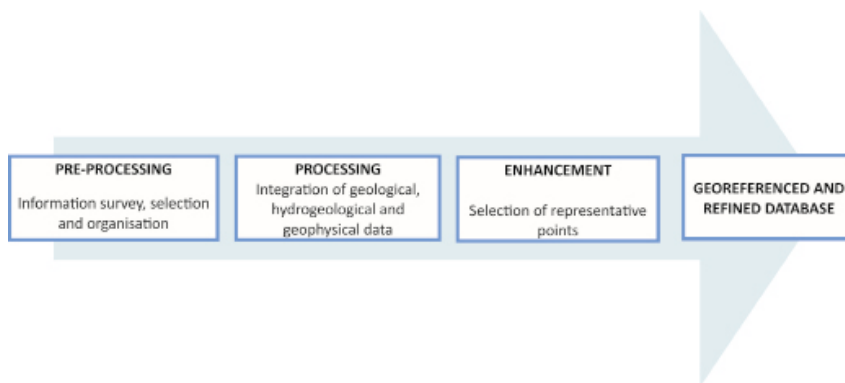 PRE-PROCESSING
Information survey, selection
and organisation
PROCESSING
Integration of geological,
hydrogeological and
geophysical data
ENHANCEMENT
Selection of representative
points
GEOREFERENCED AND
REFINED DATABASE